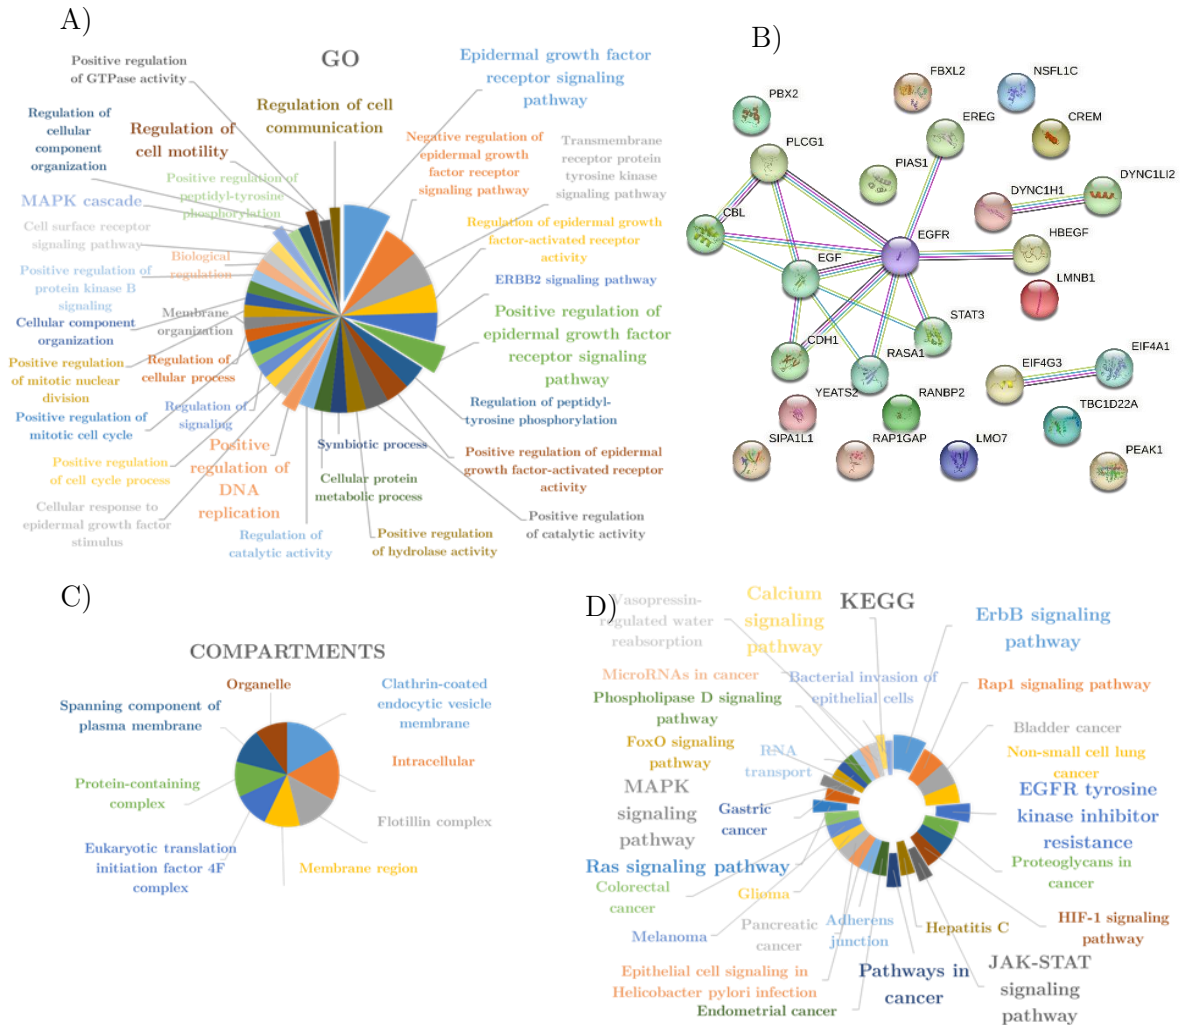 A)
GO
Positive regulation
of GTPase activity
Epidermal growth factor
receptor signaling
pathway
Regulation of
cellular
component
organization
Regulation of
cell motility
Regulation of cell
communication
Negative regulation of
epidermal growth
factor receptor
signaling pathway
Transmembrane
receptor protein
tyrosine kinase
signaling pathway
Positive regulation of
peptidyl-tyrosine
phosphorylation
MAPK cascade
Cell surface receptor
signaling pathway
Regulation of epidermal growth
factor-activated receptor
activity
Biological
regulation
Positive regulation of
protein kinase B
signaling
ERBB2 signaling pathway
Membrane
organization
Cellular component
organization
Positive regulation of
epidermal growth factor
receptor signaling
pathway
Positive regulation
of mitotic nuclear
division
Regulation of
cellular process
Positive regulation of
mitotic cell cycle
Regulation of
signaling
Regulation of peptidyl-
tyrosine phosphorylation
Positive
regulation of
DNA
replication
Symbiotic process
Positive regulation
of cell cycle process
Cellular protein
metabolic process
Positive regulation of epidermal
growth factor-activated receptor
activity
Cellular response to
epidermal growth factor
stimulus
Regulation of
catalytic activity
Positive regulation
of hydrolase activity
Positive regulation
of catalytic activity
B)
FBXL2
NSFL1C
PBX2
EREG
CREM
PLCG1
PIAS1
DYNC1LI2
DYNC1H1
CBL
EGFR
HBEGF
EGF
LMNB1
STAT3
CDH1
RASA1
EIF4G3
EIF4A1
YEATS2
RANBP2
TBC1D22A
SIPA1L1
RAP1GAP
LMO7
PEAK1
C)
COMPARTMENTS
Organelle
Clathrin-coated
endocytic vesicle
membrane
Spanning component of
plasma membrane
Intracellular
Protein-containing
complex
Flotillin complex
Eukaryotic translation
initiation factor 4F
complex
Membrane region
D)
KEGG
Vasopressin-
regulated water
reabsorption
Calcium
signaling
pathway
ErbB signaling
pathway
MicroRNAs in cancer
Bacterial invasion of
epithelial cells
Rap1 signaling pathway
Phospholipase D signaling
pathway
Bladder cancer
FoxO signaling
pathway
RNA
transport
Non-small cell lung
cancer
MAPK
signaling
pathway
Gastric
cancer
EGFR tyrosine
kinase inhibitor
resistance
Ras signaling pathway
Proteoglycans in
cancer
Colorectal
cancer
Glioma
Melanoma
Pancreatic
cancer
Adherens
junction
Hepatitis C
HIF-1 signaling
pathway
Epithelial cell signaling in
Helicobacter pylori infection
Pathways in
cancer
JAK-STAT
signaling
pathway
Endometrial cancer